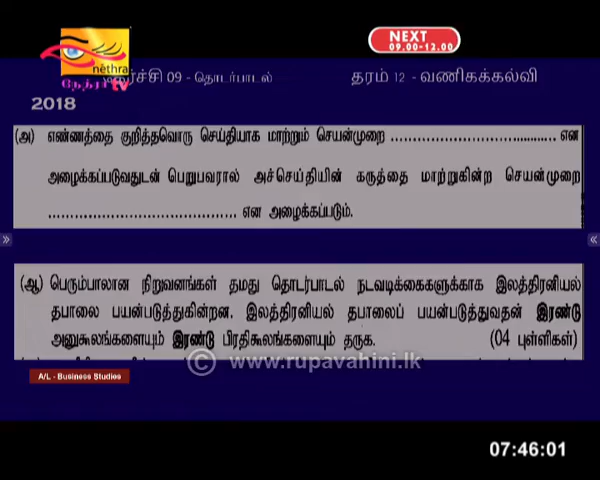 NEXT
09.00-12.00
nethra
நேத்ரா tv
09 - தொடர்பாடல் தரம் 12 - வணிகக்கல்வி
2018
(அ) எண்ணத்தை குறித்தவொரு செய்தியாக மாற்றும் செயன்முறை ........................................ என
அழைக்கப்படுவதுடன் பெறுபவரால் அச்செய்தியின் கருத்தை மாற்றுகின்ற செயன்முறை
........................................ என அழைக்கப்படும்.
(ஆ) பெரும்பாலான நிறுவனங்கள் தமது தொடர்பாடல் நடவடிக்கைகளுக்காக இலத்திரனியல்
தபாலை பயன்படுத்துகின்றன. இலத்திரனியல் தபாலைப் பயன்படுத்துவதன் இரண்டு
அனுகூலங்களையும் இரண்டு பிரதிகூலங்களையும் தருக. (04 புள்ளிகள்)
© www.rupavahini.lk
A/L - Business Studies
07:46:01